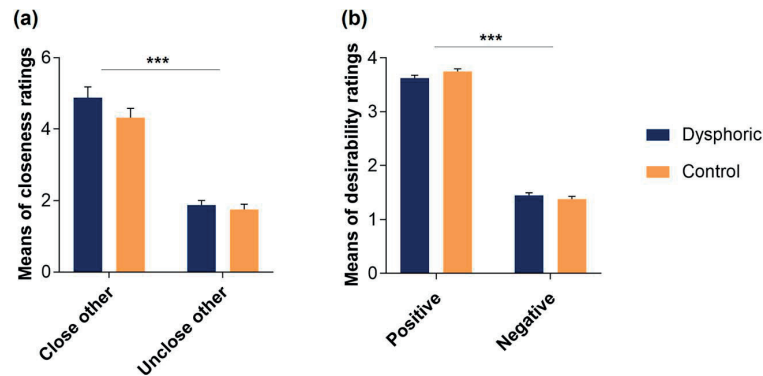 (a)
Means of closeness ratings
6
4
2
0
***
Close other
Unclose other
(b)
Means of desirability ratings
4
3
2
1
0
***
Positive
Negative
Dysphoric
Control